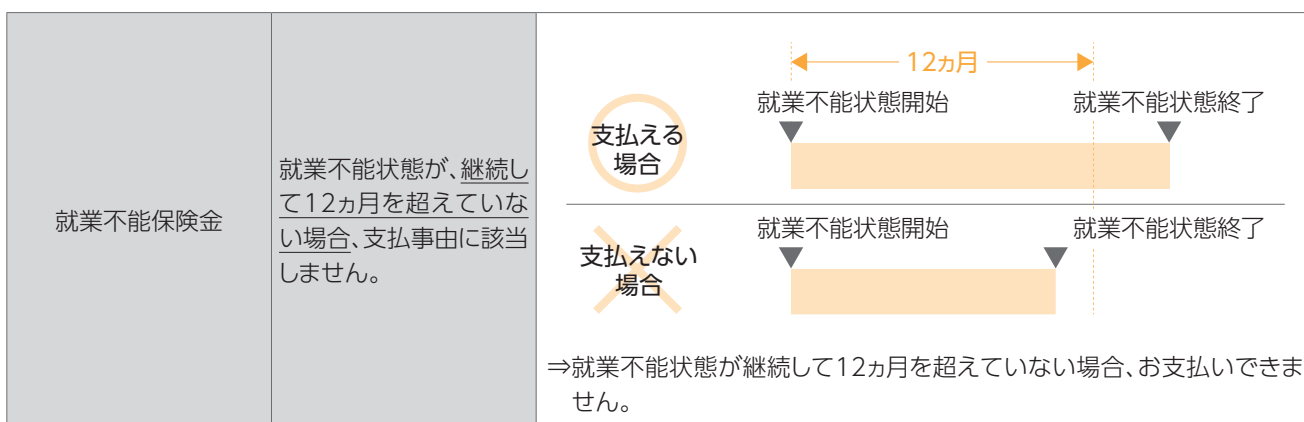 就業不能保険金
就業不能状態が、継続し
て12ヵ月を超えていな
い場合、支払事由に該当
しません。
12ヵ月
就業不能状態開始
就業不能状態終了
支払える
場合
就業不能状態開始
就業不能状態終了
支払えない
場合
⇒就業不能状態が継続して12ヵ月を超えていない場合、お支払いできま
せん。